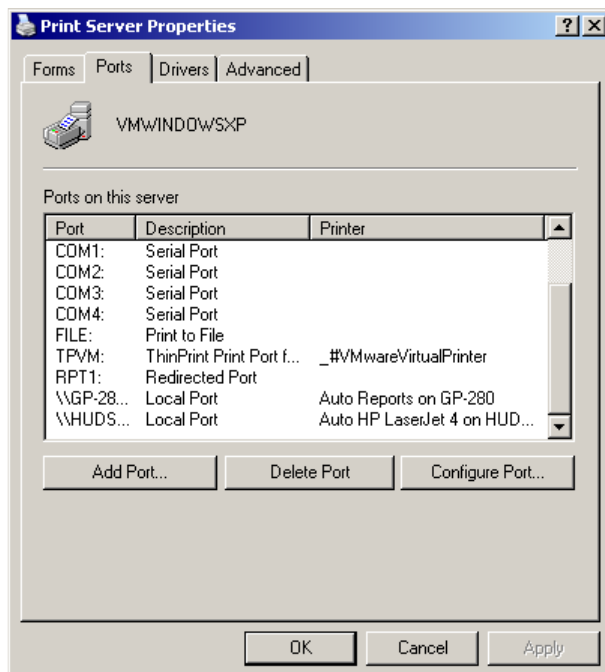 Print Server Properties
Forms Ports Drivers Advanced
VMWINDOWSXP
Ports on this server
Port Description Printer
COM1: Serial Port
COM2: Serial Port
COM3: Serial Port
COM4: Serial Port
FILE: Print to File
TPVM: ThinPrint Print Port f... _#VMwareVirtualPrinter
RPT1: Redirected Port
\\GP-28... Local Port Auto Reports on GP-280
\\HUDS... Local Port Auto HP LaserJet 4 on HUD...
Add Port... Delete Port Configure Port...
OK Cancel Apply